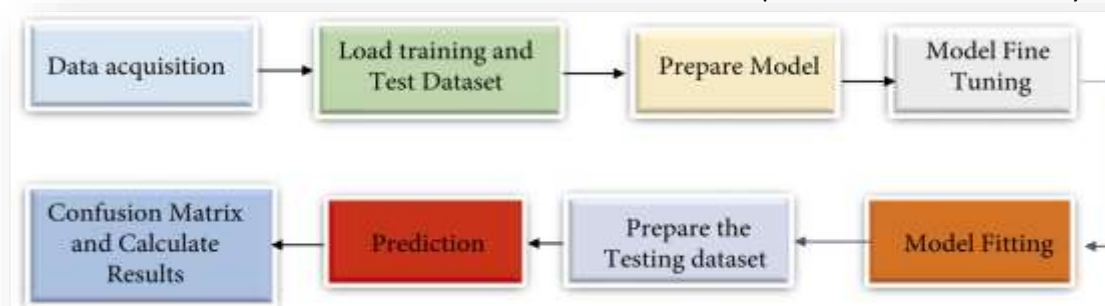 Data acquisition
Load training and
Test Dataset
Prepare Model
Model Fine
Tuning
Model Fitting
Prepare the
Testing dataset
Prediction
Confusion Matrix
and Calculate
Results